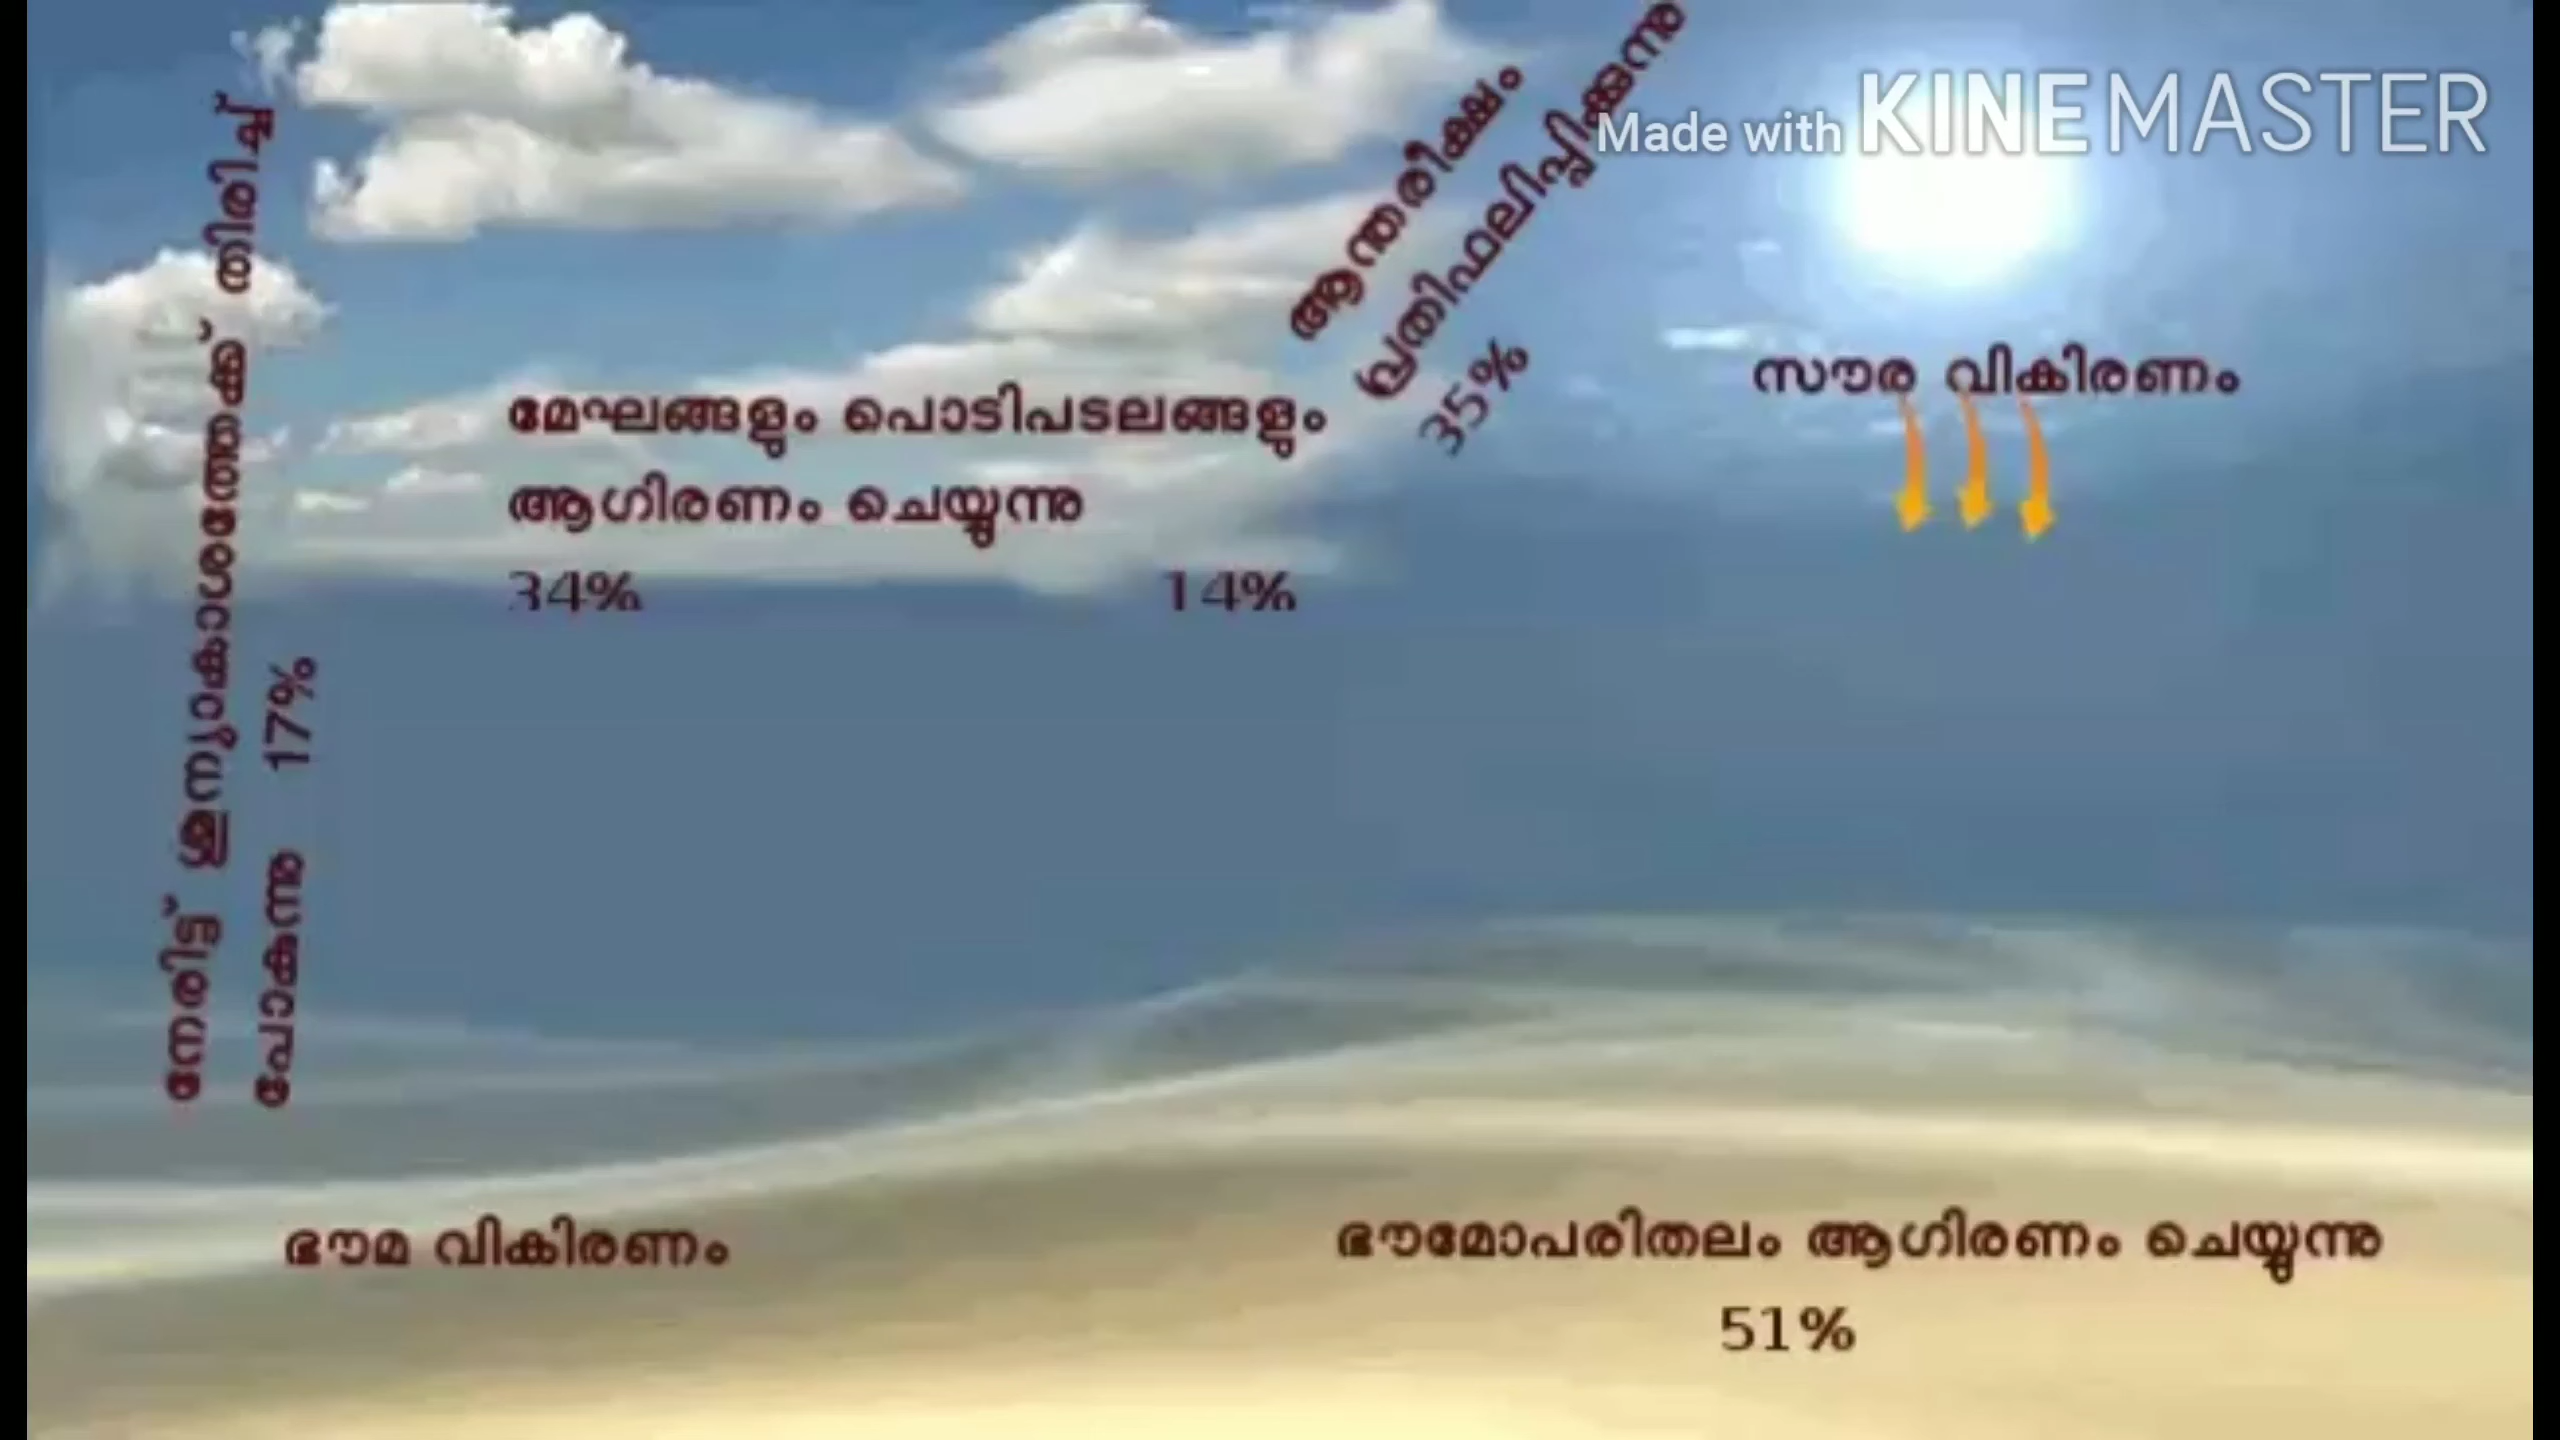 Made with KINEMASTER
ആന്തരീക്ഷം
പ്രതിഫലിപ്പിക്കുന്നു
35%
സൗര വികിരണം
മേഘങ്ങളും പൊടിപടലങ്ങളും
ആഗിരണം ചെയ്യുന്നു
34% 14%
നേരിട്ട് ശൂന്യാകാശത്തേക്ക് തിരിച്ച്
പോകുന്നു 17%
ഭൗമ വികിരണം
ഭൗമോപരിതലം ആഗിരണം ചെയ്യുന്നു
51%